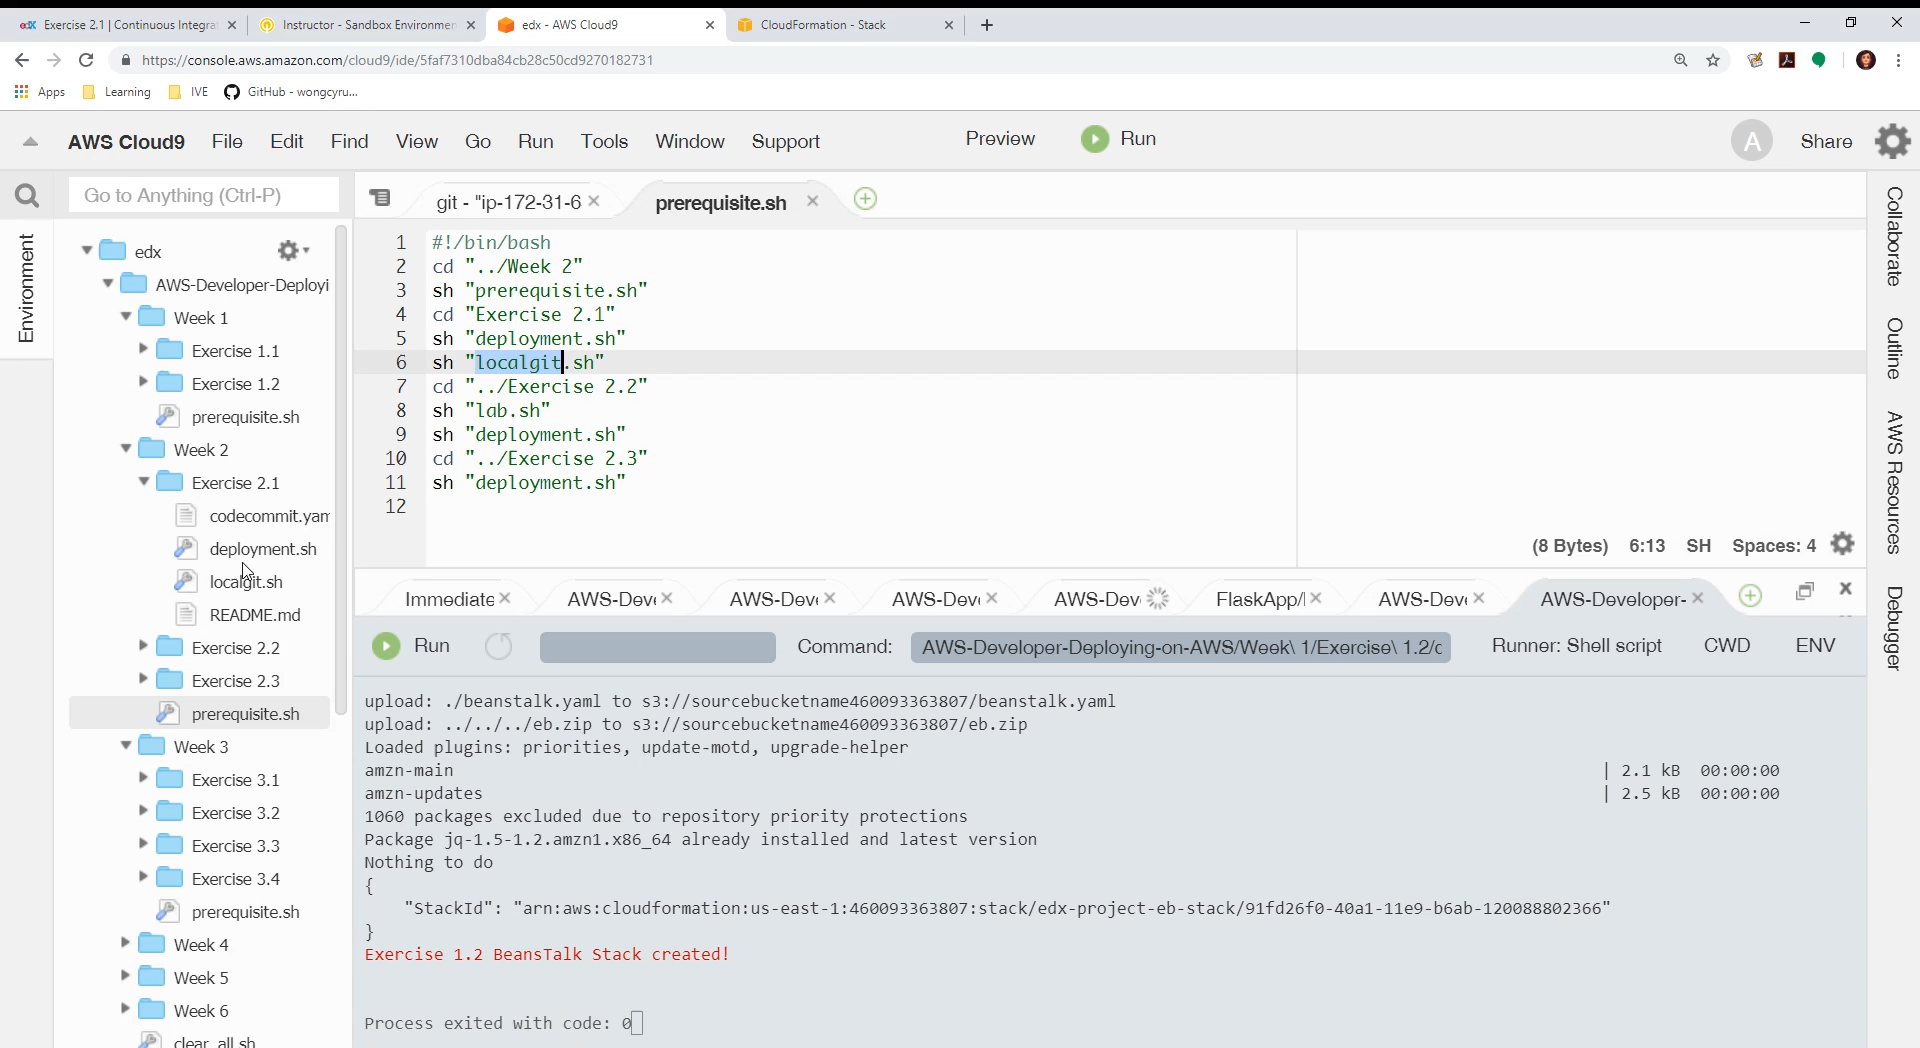 Exercise 2.1 | Continuous Integra
Instructor - Sandbox Environmen
edx - AWS Cloud9
CloudFormation - Stack
https://console.aws.amazon.com/cloud9/ide/5faf7310dba84cb28c50cd9270182731
Apps
Learning
IVE
GitHub - wongcyru...
AWS Cloud9 File Edit Find View Go Run Tools Window Support Preview Run A Share
Go to Anything (Ctrl-P)
git - "ip-172-31-6
prerequisite.sh
Environment
edx
AWS-Developer-Deployi
Week 1
Exercise 1.1
Exercise 1.2
prerequisite.sh
Week 2
Exercise 2.1
codecommit.yam
deployment.sh
localgit.sh
README.md
Exercise 2.2
Exercise 2.3
prerequisite.sh
Week 3
Exercise 3.1
Exercise 3.2
Exercise 3.3
Exercise 3.4
prerequisite.sh
Week 4
Week 5
Week 6
clear_all.sh
1 #!/bin/bash
2 cd "../Week 2"
3 sh "prerequisite.sh"
4 cd "Exercise 2.1"
5 sh "deployment.sh"
6 sh "localgit.sh"
7 cd "../Exercise 2.2"
8 sh "lab.sh"
9 sh "deployment.sh"
10 cd "../Exercise 2.3"
11 sh "deployment.sh"
12
(8 Bytes) 6:13 SH Spaces: 4
Collaborate
Outline
AWS Resources
Debugger
Immediate
AWS-Deve
AWS-Deve
AWS-Deve
AWS-Dev
FlaskApp/l
AWS-Deve
AWS-Developer-
Run
Command: AWS-Developer-Deploying-on-AWS/Week\ 1/Exercise\ 1.2/c
Runner: Shell script CWD ENV
upload: ./beanstalk.yaml to s3://sourcebucketname460093363807/beanstalk.yaml
upload: ../../../eb.zip to s3://sourcebucketname460093363807/eb.zip
Loaded plugins: priorities, update-motd, upgrade-helper
amzn-main | 2.1 kB 00:00:00
amzn-updates | 2.5 kB 00:00:00
1060 packages excluded due to repository priority protections
Package jq-1.5-1.2.amzn1.x86_64 already installed and latest version
Nothing to do
{
"StackId": "arn:aws:cloudformation:us-east-1:460093363807:stack/edx-project-eb-stack/91fd26f0-40a1-11e9-b6ab-120088802366"
}
Exercise 1.2 BeansTalk Stack created!
Process exited with code: 0